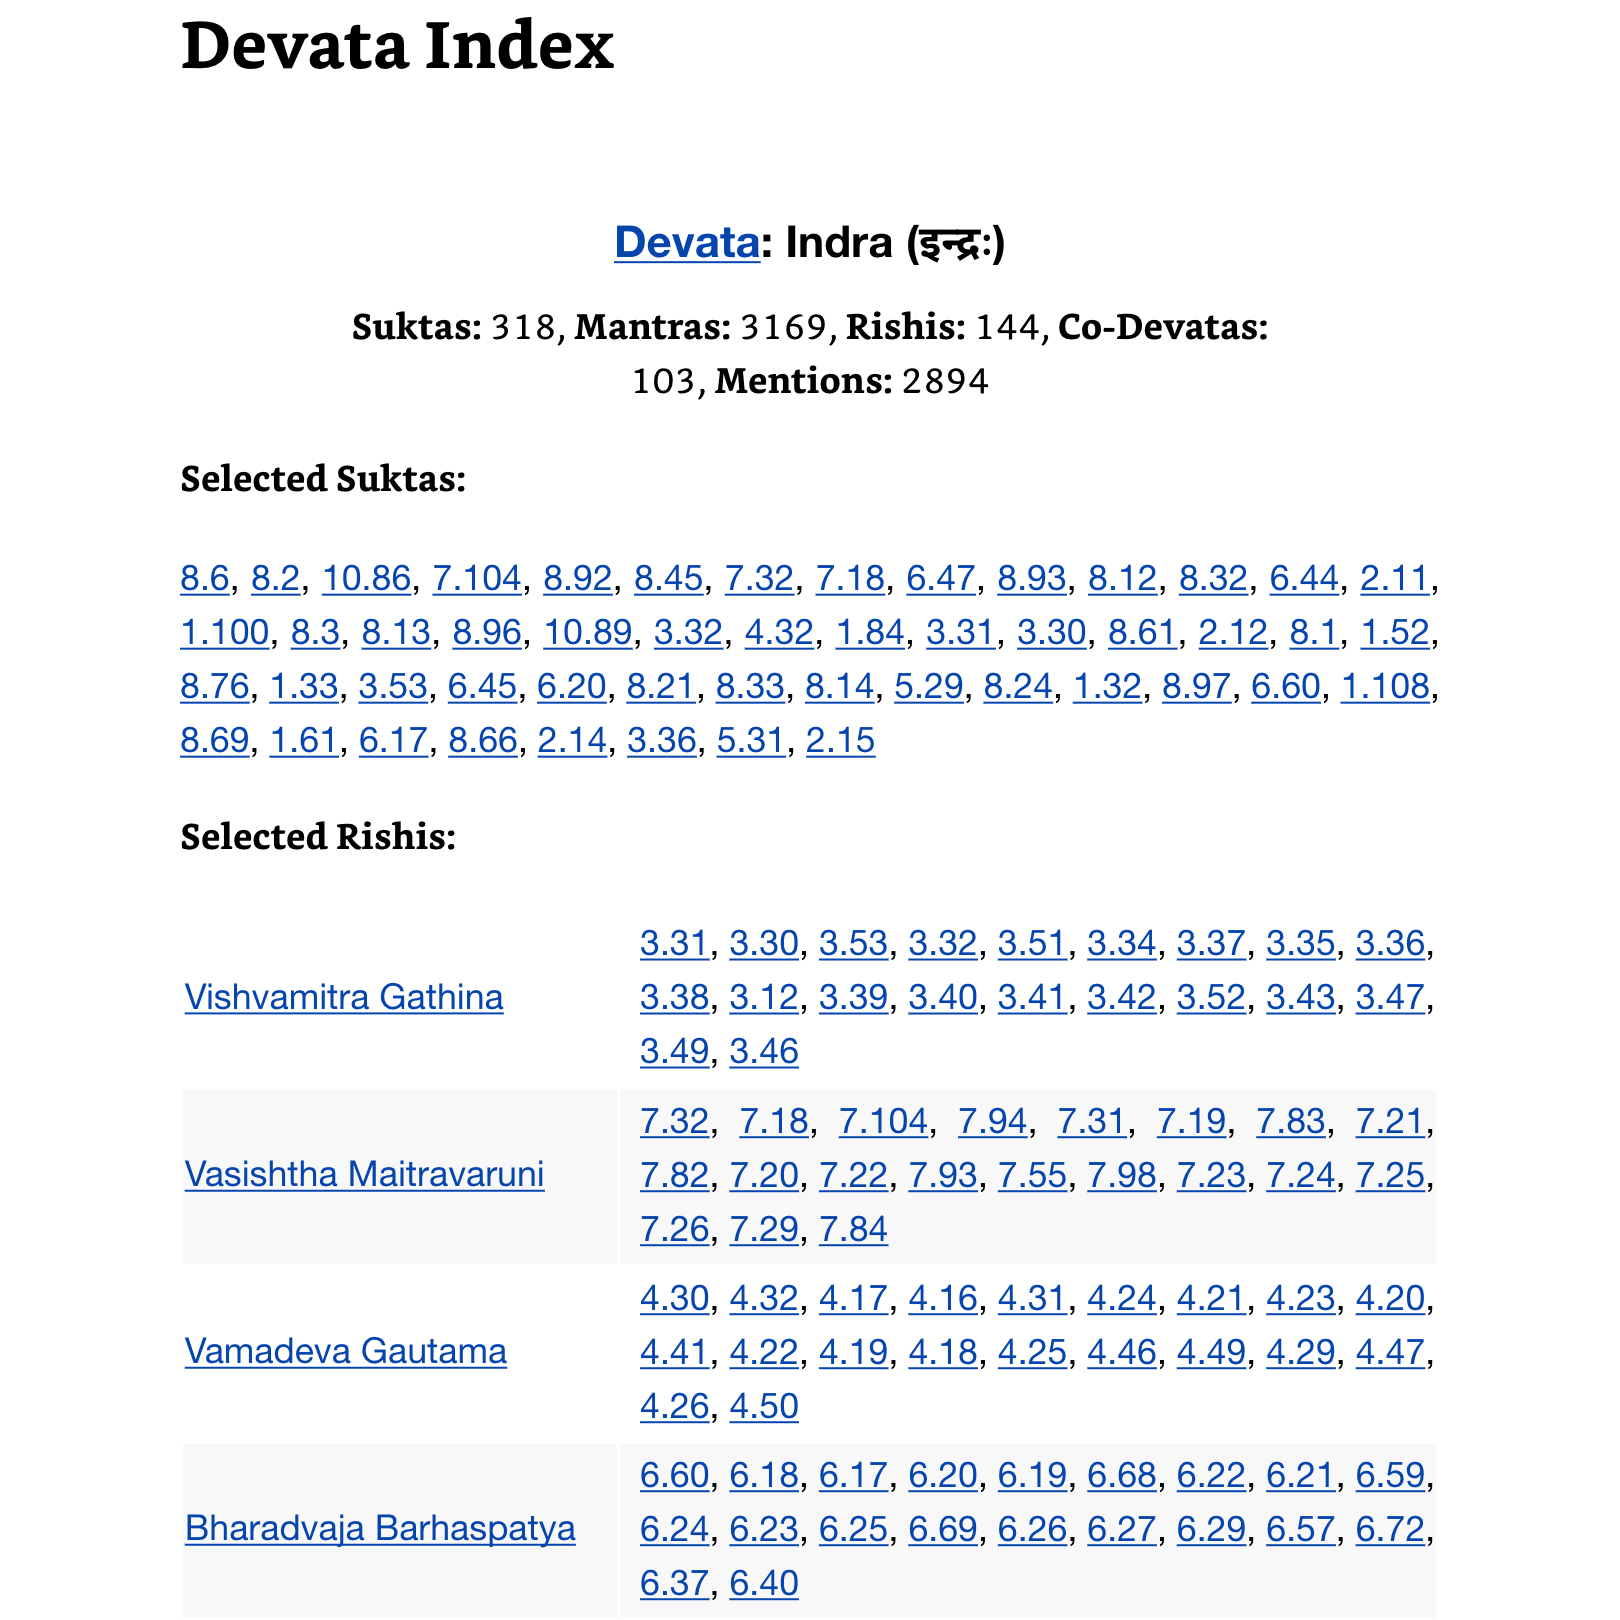 Devata Index
Devata: Indra (इन्द्रः)
Suktas: 318, Mantras: 3169, Rishis: 144, Co-Devatas:
103, Mentions: 2894
Selected Suktas:
8.6, 8.2, 10.86, 7.104, 8.92, 8.45, 7.32, 7.18, 6.47, 8.93, 8.12, 8.32, 6.44, 2.11,
1.100, 8.3, 8.13, 8.96, 10.89, 3.32, 4.32, 1.84, 3.31, 3.30, 8.61, 2.12, 8.1, 1.52,
8.76, 1.33, 3.53, 6.45, 6.20, 8.21, 8.33, 8.14, 5.29, 8.24, 1.32, 8.97, 6.60, 1.108,
8.69, 1.61, 6.17, 8.66, 2.14, 3.36, 5.31, 2.15
Selected Rishis:
3.31, 3.30, 3.53, 3.32, 3.51, 3.34, 3.37, 3.35, 3.36,
Vishvamitra Gathina 3.38, 3.12, 3.39, 3.40, 3.41, 3.42, 3.52, 3.43, 3.47,
3.49, 3.46
7.32, 7.18, 7.104, 7.94, 7.31, 7.19, 7.83, 7.21,
Vasishtha Maitravaruni 7.82, 7.20, 7.22, 7.93, 7.55, 7.98, 7.23, 7.24, 7.25,
7.26, 7.29, 7.84
4.30, 4.32, 4.17, 4.16, 4.31, 4.24, 4.21, 4.23, 4.20,
Vamadeva Gautama 4.41, 4.22, 4.19, 4.18, 4.25, 4.46, 4.49, 4.29, 4.47,
4.26, 4.50
6.60, 6.18, 6.17, 6.20, 6.19, 6.68, 6.22, 6.21, 6.59,
Bharadvaja Barhaspatya 6.24, 6.23, 6.25, 6.69, 6.26, 6.27, 6.29, 6.57, 6.72,
6.37, 6.40